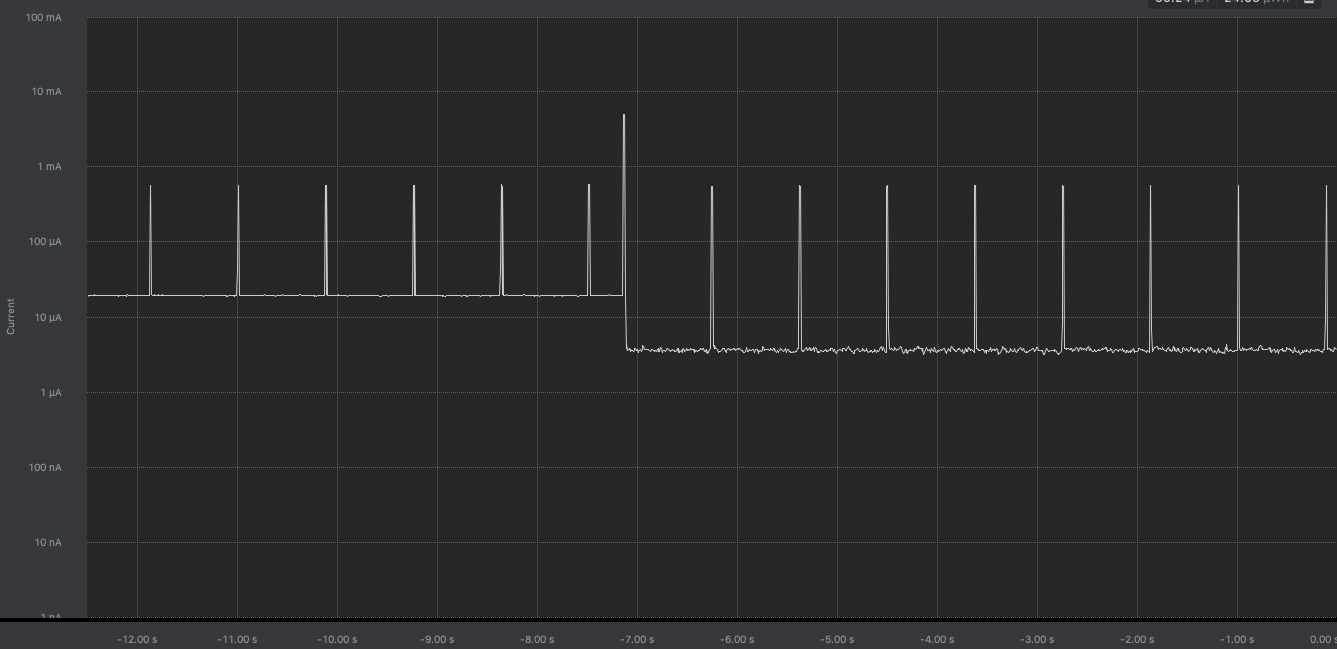 100 mA
10 mA
1 mA
100 µA
10 µA
1 µA
100 nA
10 nA
Current
-12.00 s
-11.00 s
-10.00 s
-9.00 s
-8.00 s
-7.00 s
-6.00 s
-5.00 s
-4.00 s
-3.00 s
-2.00 s
-1.00 s
0.00 s